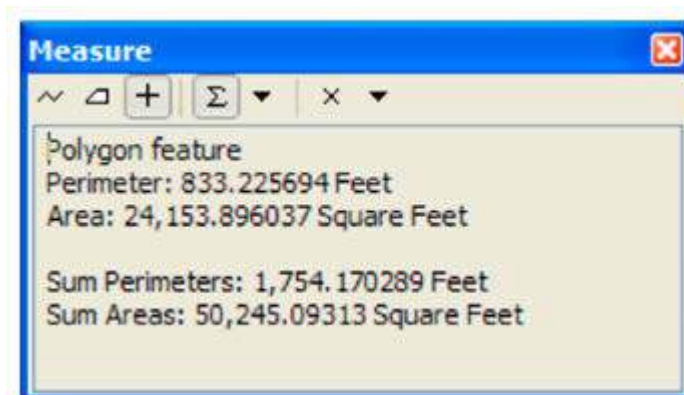 Measure
Σ
Polygon feature
Perimeter: 833.225694 Feet
Area: 24,153.896037 Square Feet
Sum Perimeters: 1,754.170289 Feet
Sum Areas: 50,245.09313 Square Feet